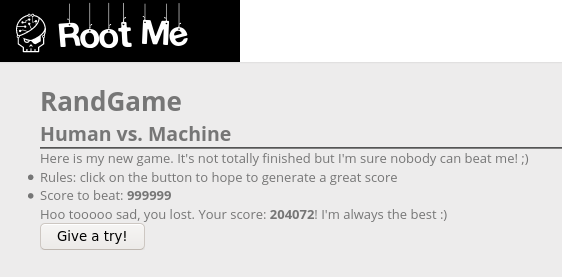 Root Me
RandGame
Human vs. Machine
Here is my new game. It's not totally finished but I'm sure nobody can beat me! ;)
Rules: click on the button to hope to generate a great score
Score to beat: 999999
Hoo tooooo sad, you lost. Your score: 204072! I'm always the best :)
Give a try!